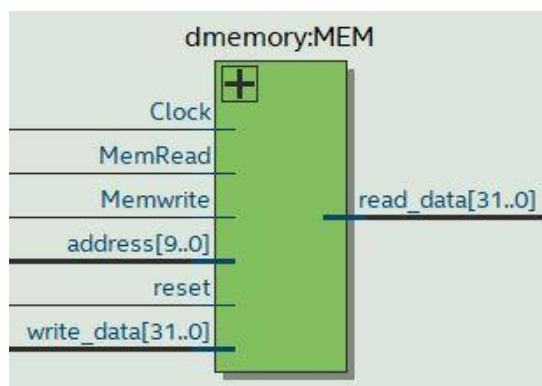 dmemory:MEM
Clock
MemRead
Memwrite
read_data[31..0]
address[9..0]
reset
write_data[31..0]